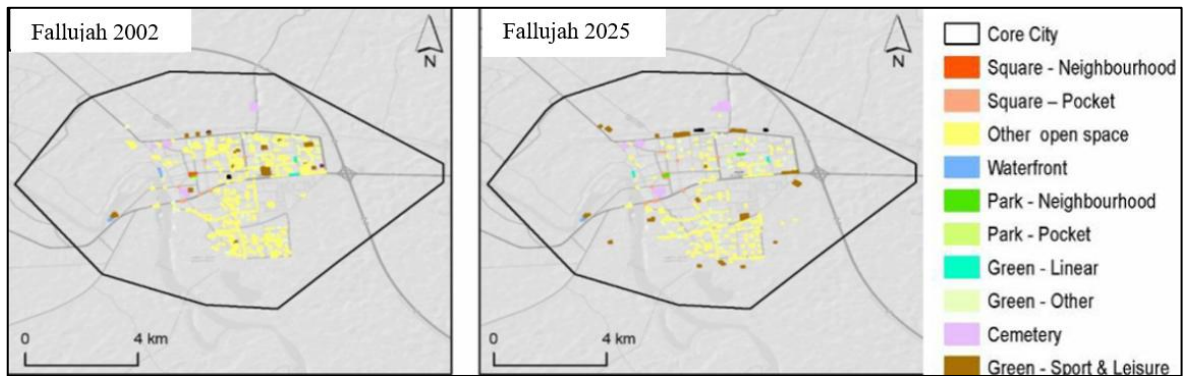 Fallujah 2002
N
0 4 km
Fallujah 2025
N
0 4 km
Core City
Square - Neighbourhood
Square – Pocket
Other open space
Waterfront
Park - Neighbourhood
Park - Pocket
Green - Linear
Green - Other
Cemetery
Green - Sport & Leisure